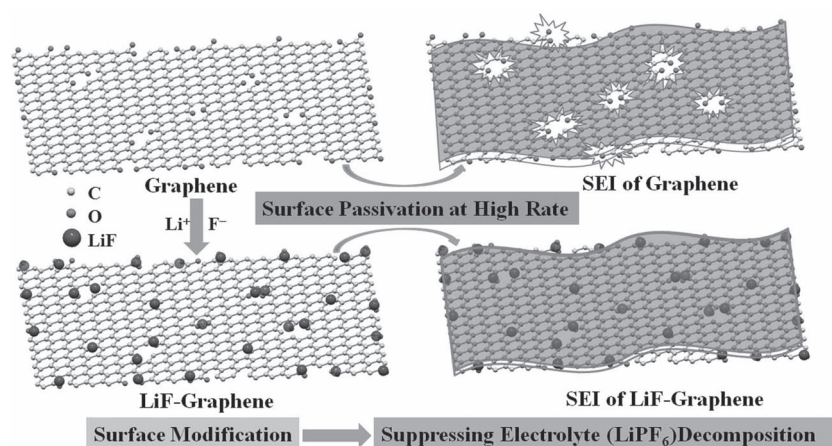 Graphene
SEI of Graphene
C
O
LiF
Li⁺ F⁻
Surface Passivation at High Rate
LiF-Graphene
SEI of LiF-Graphene
Surface Modification
Suppressing Electrolyte (LiPF₆)Decomposition